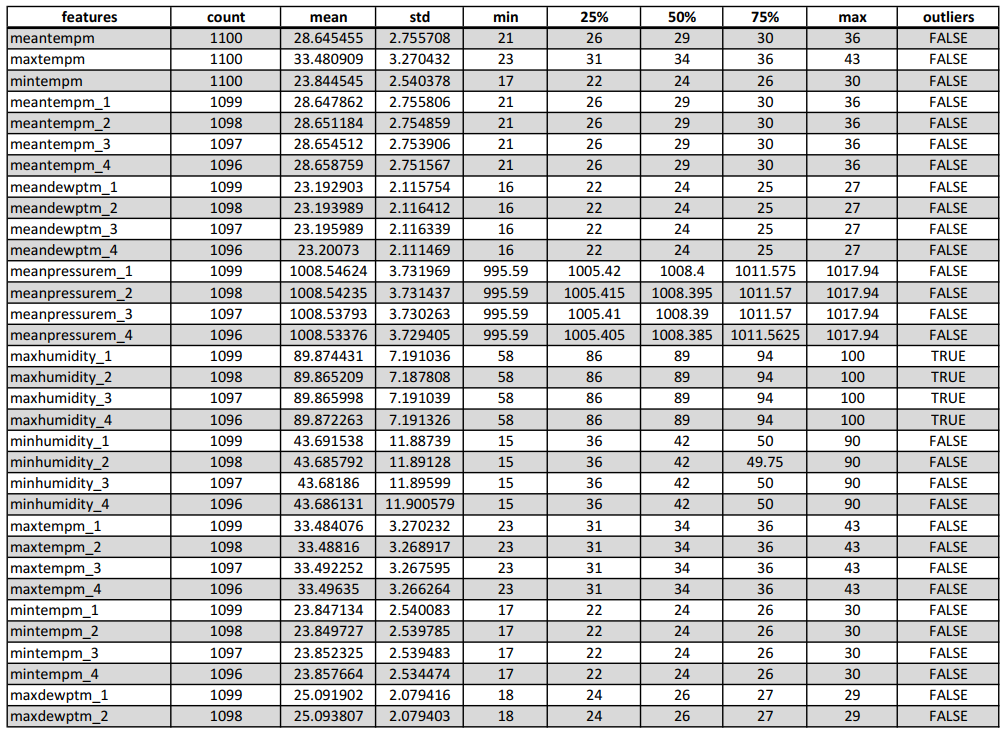 features count mean std min 25% 50% 75% max outliers
meantempm 1100 28.645455 2.755708 21 26 29 30 36 FALSE
maxtempm 1100 33.480909 3.270432 23 31 34 36 43 FALSE
mintempm 1100 23.844545 2.540378 17 22 24 26 30 FALSE
meantempm_1 1099 28.647862 2.755806 21 26 29 30 36 FALSE
meantempm_2 1098 28.651184 2.754859 21 26 29 30 36 FALSE
meantempm_3 1097 28.654512 2.753906 21 26 29 30 36 FALSE
meantempm_4 1096 28.658759 2.751567 21 26 29 30 36 FALSE
meandewptm_1 1099 23.192903 2.115754 16 22 24 25 27 FALSE
meandewptm_2 1098 23.193989 2.116412 16 22 24 25 27 FALSE
meandewptm_3 1097 23.195989 2.116339 16 22 24 25 27 FALSE
meandewptm_4 1096 23.20073 2.111469 16 22 24 25 27 FALSE
meanpressurem_1 1099 1008.54624 3.731969 995.59 1005.42 1008.4 1011.575 1017.94 FALSE
meanpressurem_2 1098 1008.54235 3.731437 995.59 1005.415 1008.395 1011.57 1017.94 FALSE
meanpressurem_3 1097 1008.53793 3.730263 995.59 1005.41 1008.39 1011.57 1017.94 FALSE
meanpressurem_4 1096 1008.53376 3.729405 995.59 1005.405 1008.385 1011.5625 1017.94 FALSE
maxhumidity_1 1099 89.874431 7.191036 58 86 89 94 100 TRUE
maxhumidity_2 1098 89.865209 7.187808 58 86 89 94 100 TRUE
maxhumidity_3 1097 89.865998 7.191039 58 86 89 94 100 TRUE
maxhumidity_4 1096 89.872263 7.191326 58 86 89 94 100 TRUE
minhumidity_1 1099 43.691538 11.88739 15 36 42 50 90 FALSE
minhumidity_2 1098 43.685792 11.89128 15 36 42 49.75 90 FALSE
minhumidity_3 1097 43.68186 11.89599 15 36 42 50 90 FALSE
minhumidity_4 1096 43.686131 11.900579 15 36 42 50 90 FALSE
maxtempm_1 1099 33.484076 3.270232 23 31 34 36 43 FALSE
maxtempm_2 1098 33.48816 3.268917 23 31 34 36 43 FALSE
maxtempm_3 1097 33.492252 3.267595 23 31 34 36 43 FALSE
maxtempm_4 1096 33.49635 3.266264 23 31 34 36 43 FALSE
mintempm_1 1099 23.847134 2.540083 17 22 24 26 30 FALSE
mintempm_2 1098 23.849727 2.539785 17 22 24 26 30 FALSE
mintempm_3 1097 23.852325 2.539483 17 22 24 26 30 FALSE
mintempm_4 1096 23.857664 2.534474 17 22 24 26 30 FALSE
maxdewptm_1 1099 25.091902 2.079416 18 24 26 27 29 FALSE
maxdewptm_2 1098 25.093807 2.079403 18 24 26 27 29 FALSE